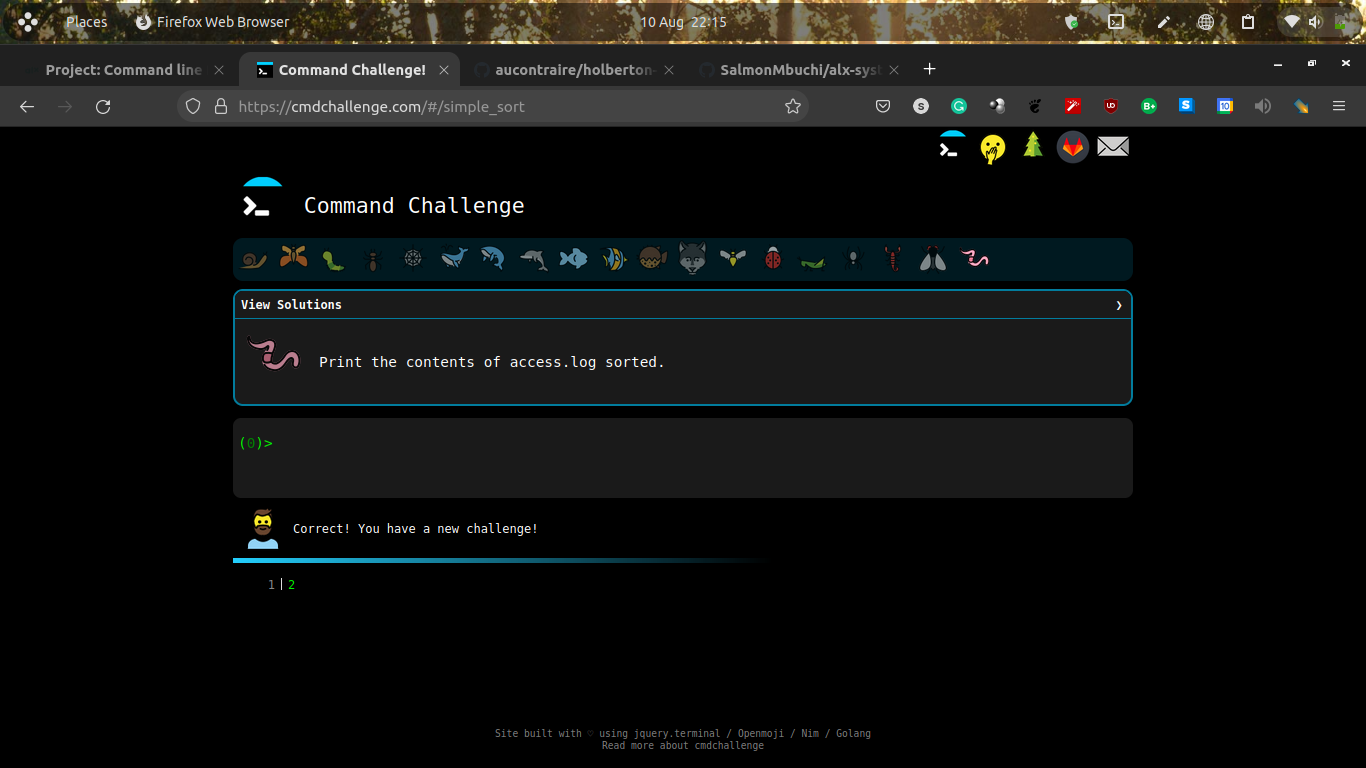 Places Firefox Web Browser 10 Aug 22:15
Project: Command line Command Challenge! aucontraire/holberton- SalmonMbuchi/alx-syst
https://cmdchallenge.com/#/simple_sort
Command Challenge
View Solutions
Print the contents of access.log sorted.
(0)>
Correct! You have a new challenge!
1 2
Site built with ♡ using jquery.terminal / Openmoji / Nim / Golang
Read more about cmdchallenge